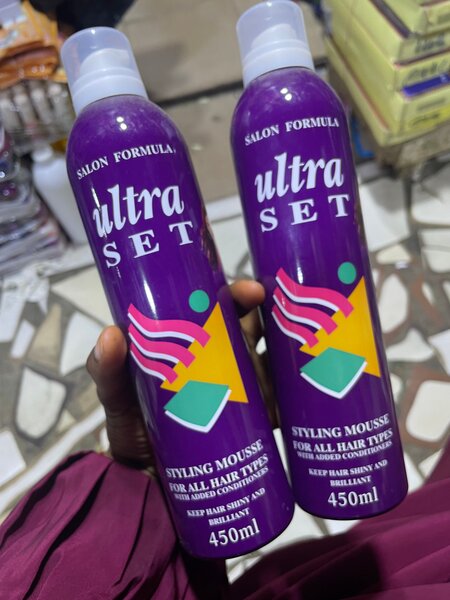 SALON FORMULA
ultra
SET
STYLING MOUSSE
FOR ALL HAIR TYPES
WITH ADDED CONDITIONERS
KEEP HAIR SHINY AND
BRILLIANT
450ml
SALON FORMULA
ultra
SET
STYLING MOUSSE
FOR ALL HAIR TYPES
WITH ADDED CONDITIONERS
KEEP HAIR SHINY AND
BRILLIANT
450ml